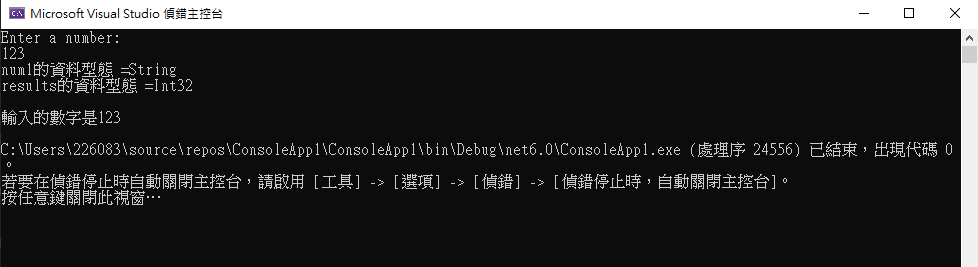 Microsoft Visual Studio 偵錯主控台
Enter a number:
123
num1的資料型態 =String
results的資料型態 =Int32
輸入的數字是123
C:\Users\226083\source\repos\ConsoleApp1\ConsoleApp1\bin\Debug\net6.0\ConsoleApp1.exe (處理序 24556) 已結束，出現代碼 0
。
若要在偵錯停止時自動關閉主控台，請啟用 [工具] -> [選項] -> [偵錯] -> [偵錯停止時，自動關閉主控台]。
按任意鍵關閉此視窗…